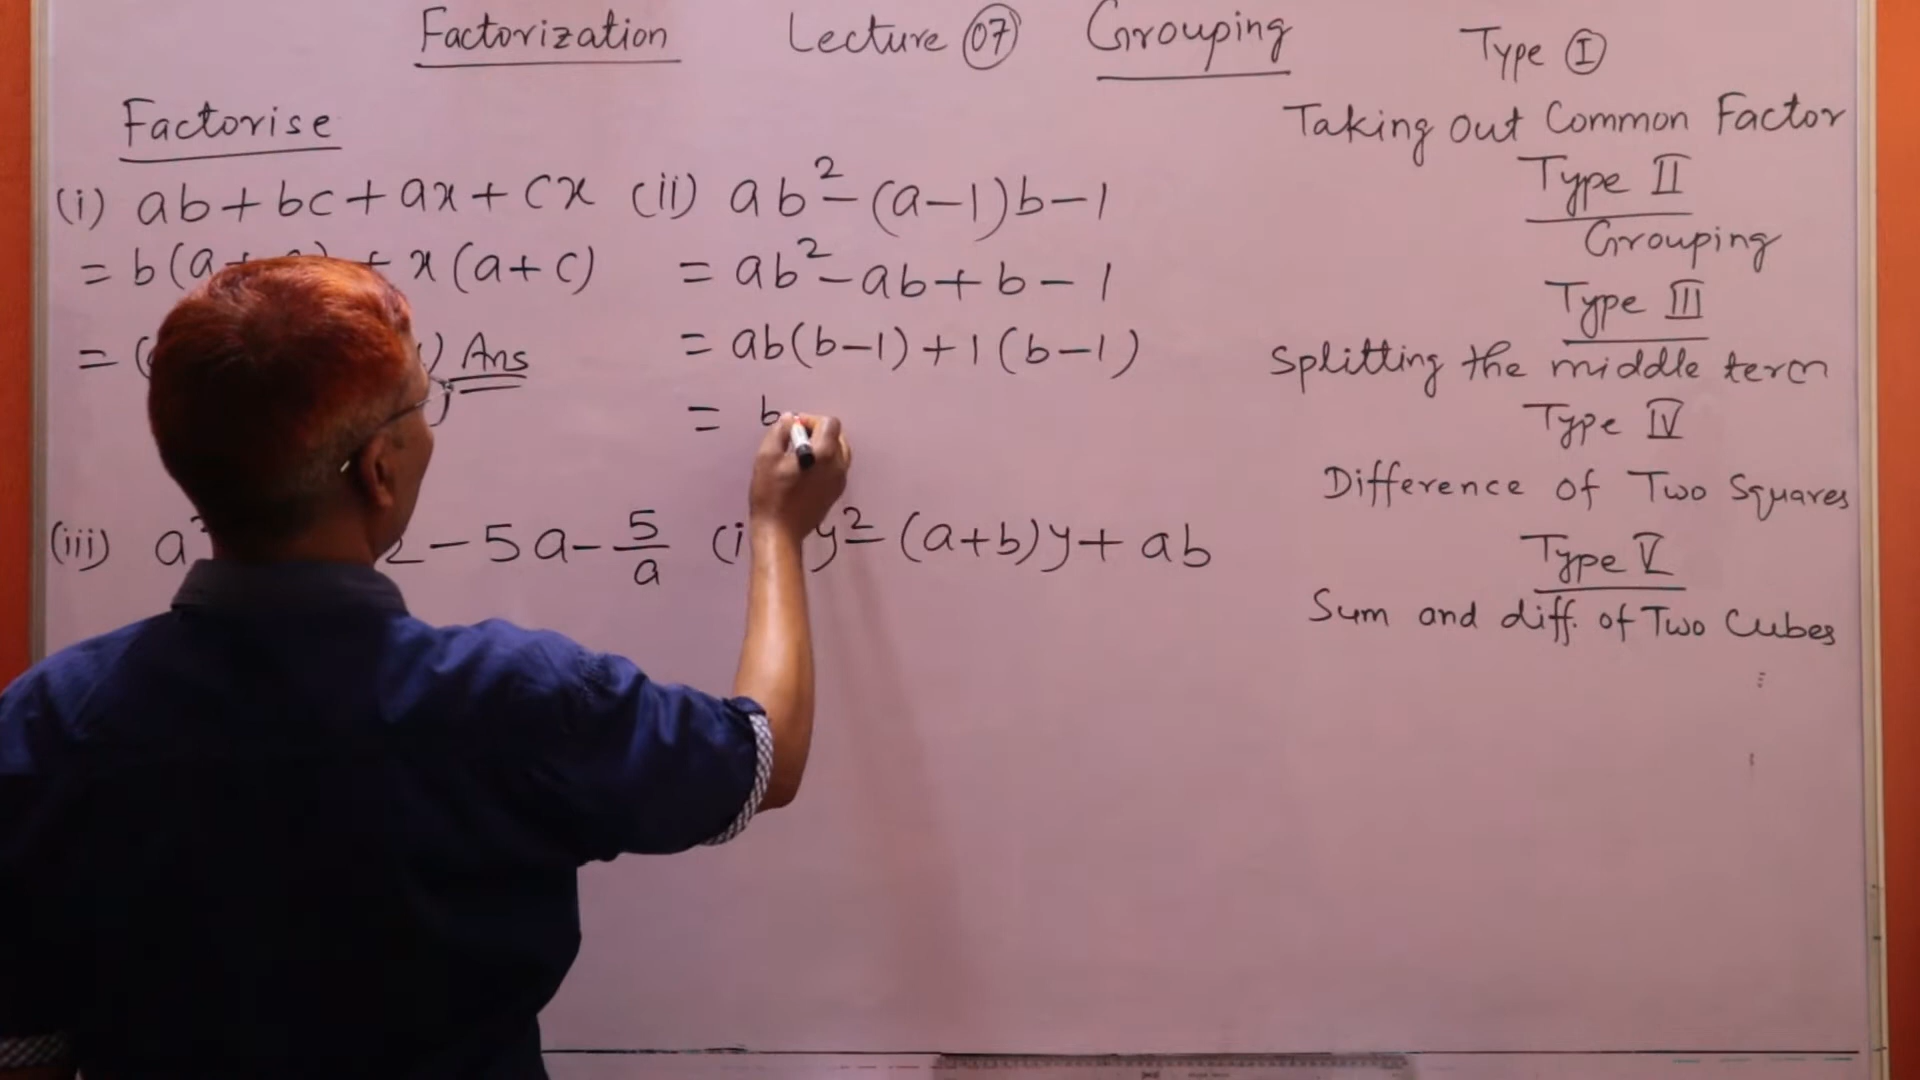 Factorization Lecture 07 Grouping
Factorise
(i) ab + bc + ax + cx
= b(a + c) + x(a + c)
= ( ) Ans
(ii) ab² - (a-1)b - 1
= ab² - ab + b - 1
= ab(b-1) + 1(b-1)
= b
(iii) a² 2 - 5a - 5/a
(i y² - (a+b)y + ab
Type I
Taking out Common Factor
Type II
Grouping
Type III
Splitting the middle term
Type IV
Difference of Two Squares
Type V
Sum and diff. of Two Cubes